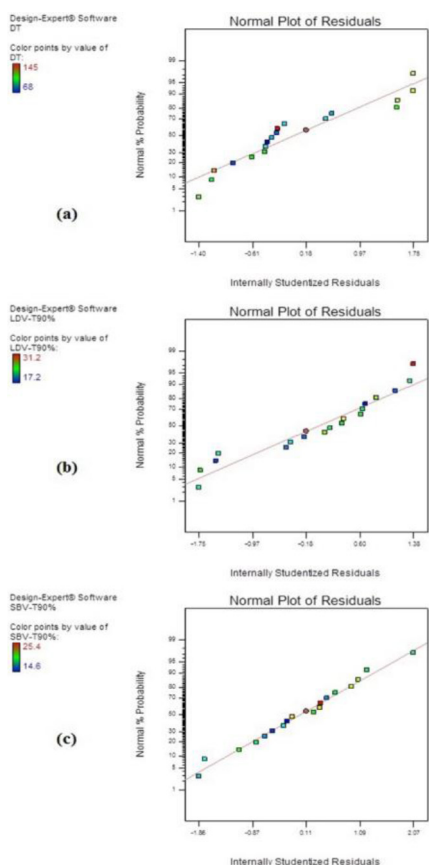 Design-Expert® Software
DT
Color points by value of
DT:
145
68
Normal Plot of Residuals
Normal % Probability
99
95
90
80
70
50
30
20
10
5
1
-1.40
-0.61
0.18
0.97
1.76
Internally Studentized Residuals
(a)
Design-Expert® Software
LDV-T90%
Color points by value of
LDV-T90%:
31.2
17.2
Normal Plot of Residuals
Normal % Probability
99
95
90
80
70
50
30
20
10
5
1
-1.75
-0.97
-0.18
0.60
1.38
Internally Studentized Residuals
(b)
Design-Expert® Software
SBV-T90%
Color points by value of
SBV-T90%:
25.4
14.6
Normal Plot of Residuals
Normal % Probability
99
95
90
80
70
50
30
20
10
5
1
-1.86
-0.87
0.11
1.09
2.07
Internally Studentized Residuals
(c)